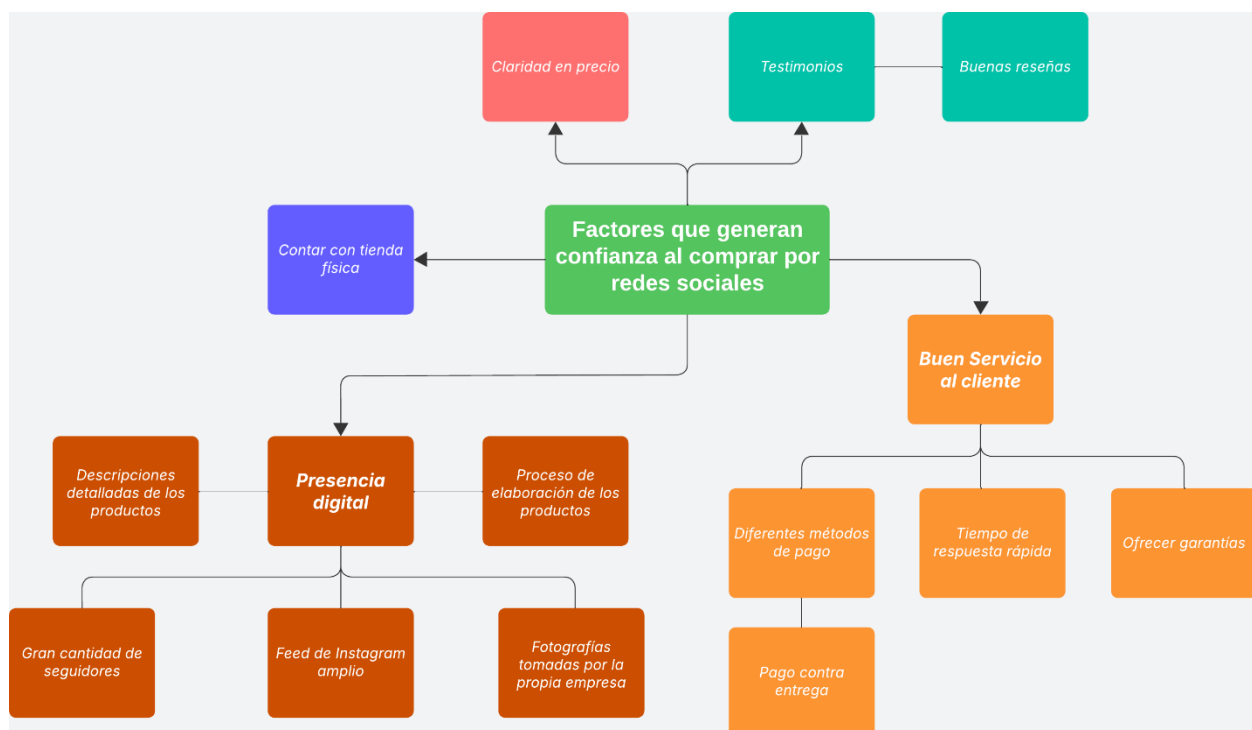 Claridad en precio
Testimonios
Buenas reseñas
Contar con tienda
física
Factores que generan
confianza al comprar por
redes sociales
Buen Servicio
al cliente
Descripciones
detalladas de los
productos
Presencia
digital
Proceso de
elaboración de los
productos
Diferentes métodos
de pago
Tiempo de
respuesta rápida
Ofrecer garantías
Gran cantidad de
seguidores
Feed de Instagram
amplio
Fotografías
tomadas por la
propia empresa
Pago contra
entrega